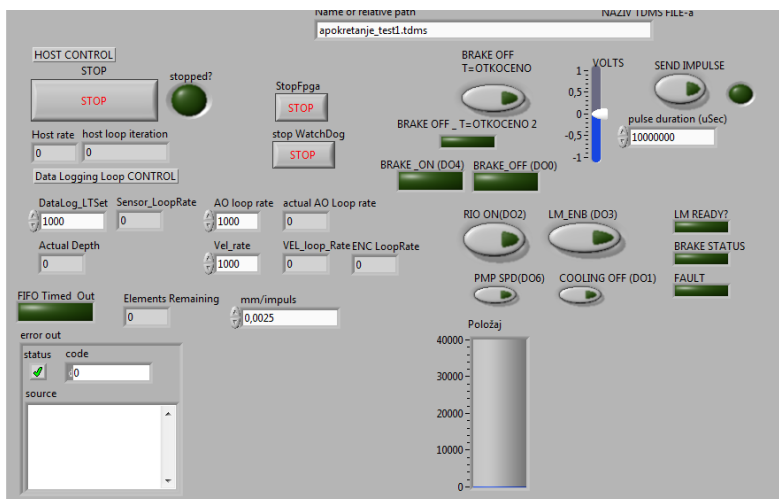 Name of relative path
NAZIV TDMS FILE-a
apokretanje_test1.tdms
HOST CONTROL
STOP
STOP
stopped?
StopFpga
STOP
stop WatchDog
STOP
Host rate
host loop iteration
0
0
Data Logging Loop CONTROL
BRAKE OFF
T=OTKOCENO
BRAKE OFF _ T=OTKOCENO 2
BRAKE _ON (DO4)
BRAKE_OFF (DO0)
VOLTS
1-
0,5-
0-
-0,5-
-1-
SEND IMPULSE
pulse duration (uSec)
10000000
DataLog_LTSet
Sensor_LoopRate
AO loop rate
actual AO Loop rate
1000
0
1000
0
Actual Depth
Vel_rate
VEL_loop_Rate
ENC LoopRate
0
1000
0
0
RIO ON(DO2)
LM_ENB (DO3)
LM READY?
BRAKE STATUS
PMP SPD(DO6)
COOLING OFF (DO1)
FAULT
FIFO Timed Out
Elements Remaining
mm/impuls
0
0,0025
error out
status
code
0
source
Položaj
40000-
30000-
20000-
10000-
0-